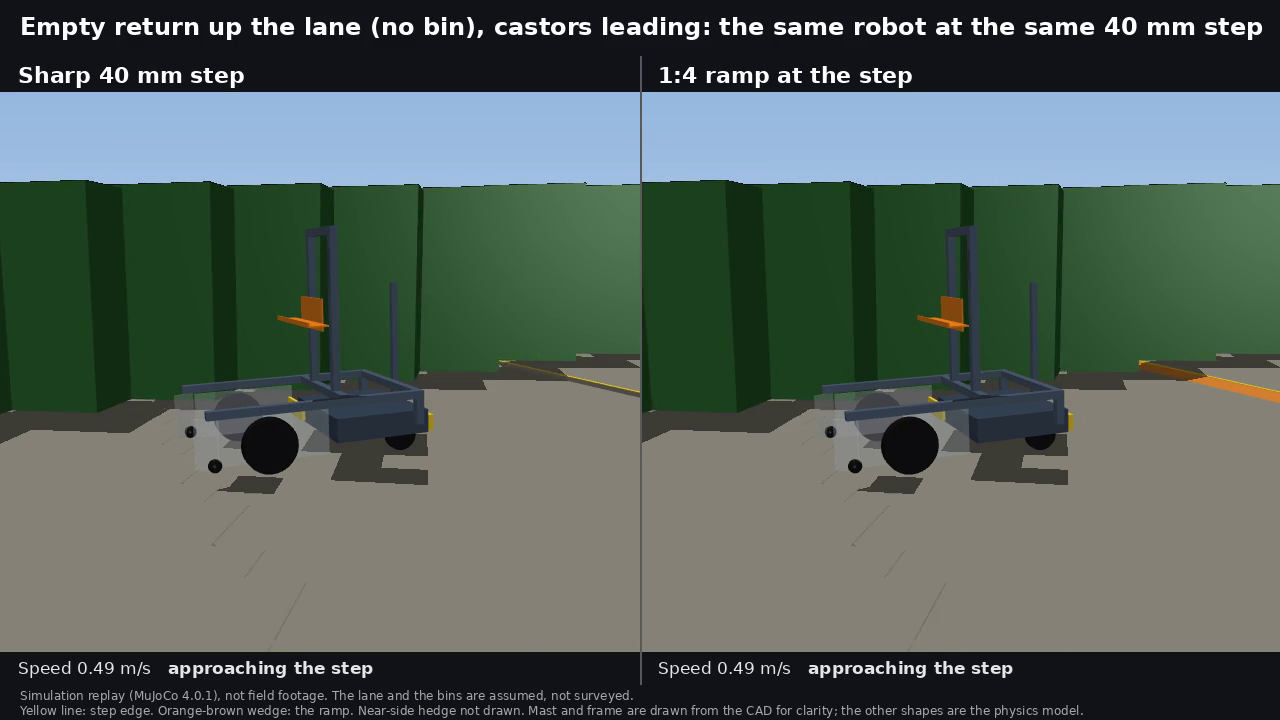 Empty return up the lane (no bin), castors leading: the same robot at the same 40 mm step
Sharp 40 mm step
1:4 ramp at the step
Speed 0.49 m/s approaching the step
Speed 0.49 m/s approaching the step
Simulation replay (MuJoCo 4.0.1), not field footage. The lane and the bins are assumed, not surveyed.
Yellow line: step edge. Orange-brown wedge: the ramp. Near-side hedge not drawn. Mast and frame are drawn from the CAD for clarity; the other shapes are the physics model.